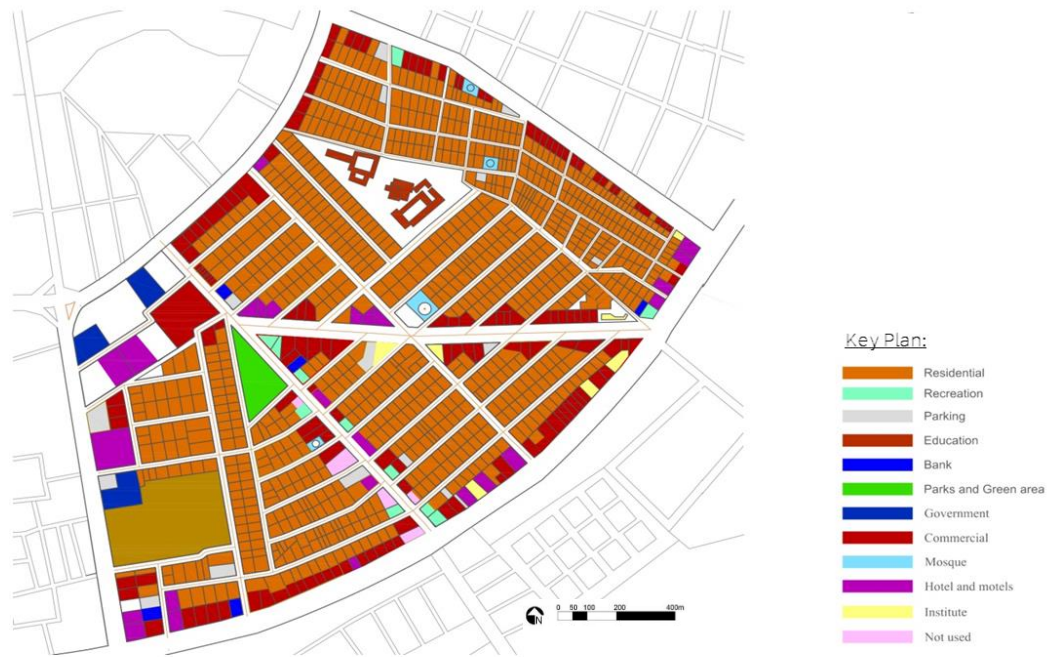 Key Plan:
Residential
Recreation
Parking
Education
Bank
Parks and Green area
Government
Commercial
Mosque
Hotel and motels
Institute
Not used
N
0 50 100 200 400m